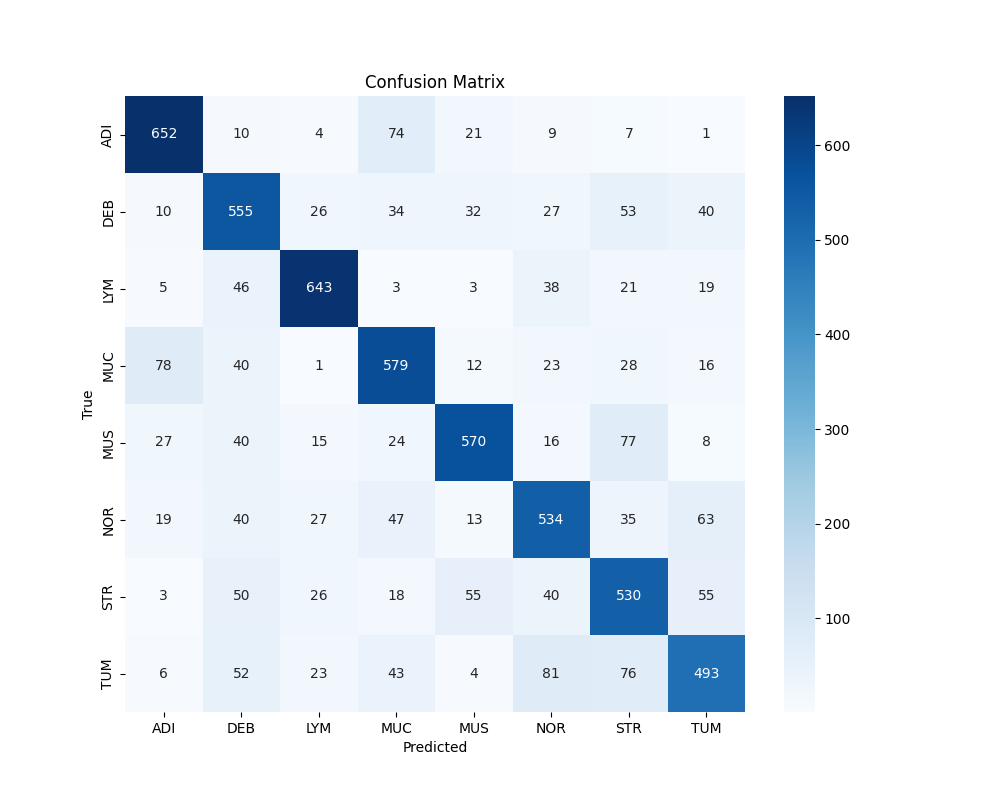 Confusion Matrix
ADI 652 10 4 74 21 9 7 1
DEB 10 555 26 34 32 27 53 40
LYM 5 46 643 3 3 38 21 19
MUC 78 40 1 579 12 23 28 16
MUS 27 40 15 24 570 16 77 8
NOR 19 40 27 47 13 534 35 63
STR 3 50 26 18 55 40 530 55
TUM 6 52 23 43 4 81 76 493
True
ADI DEB LYM MUC MUS NOR STR TUM
Predicted
600
500
400
300
200
100